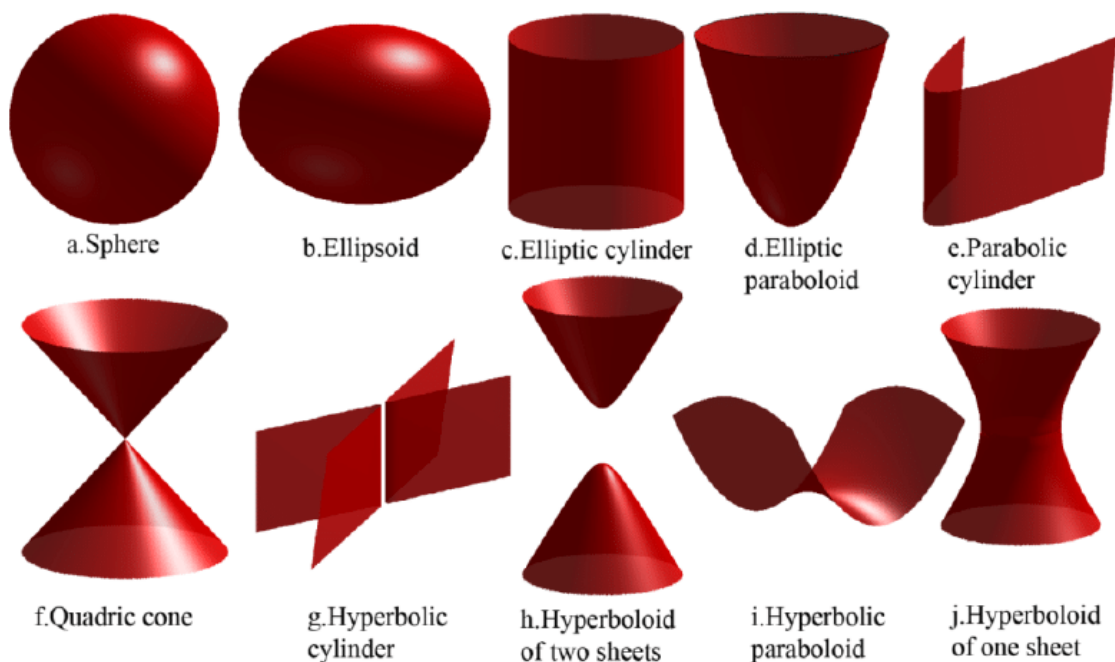 a.Sphere
b.Ellipsoid
c.Elliptic cylinder
d.Elliptic
paraboloid
e.Parabolic
cylinder
f.Quadric cone
g.Hyperbolic
cylinder
h.Hyperboloid
of two sheets
i.Hyperbolic
paraboloid
j.Hyperboloid
of one sheet